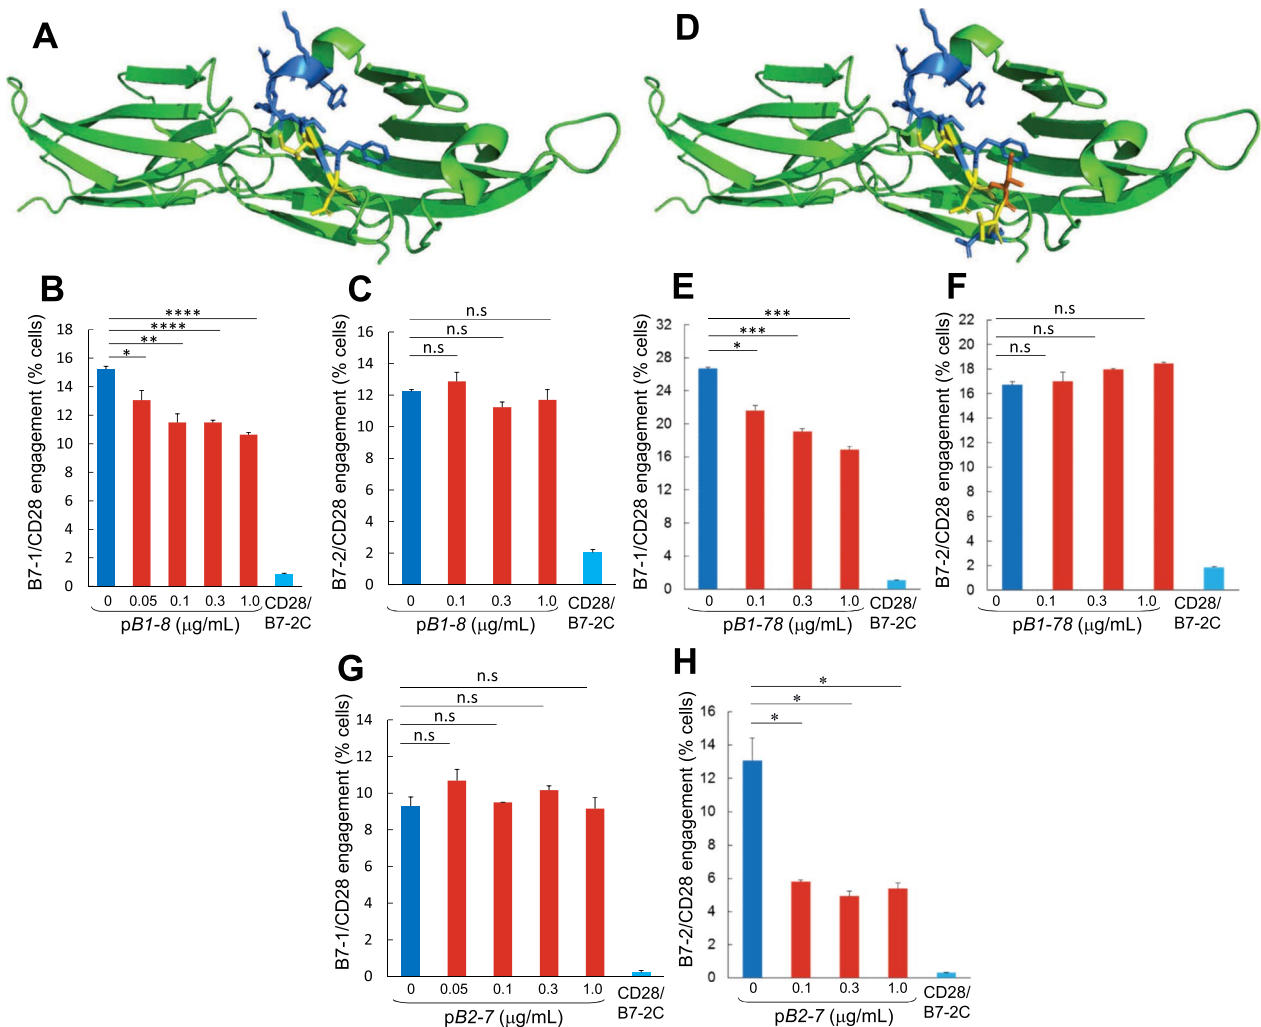 A
D
B
B7-1/CD28 engagement (% cells)
18
16
14
12
10
8
6
4
2
0
****
****
**
*
0 0.05 0.1 0.3 1.0 CD28/
B7-2C
pB1-8 (μg/mL)
C
B7-2/CD28 engagement (% cells)
16
14
12
10
8
6
4
2
0
n.s
n.s
n.s
0 0.1 0.3 1.0 CD28/
B7-2C
pB1-8 (μg/mL)
E
B7-1/CD28 engagement (% cells)
32
28
24
20
16
12
8
4
0
***
***
*
0 0.1 0.3 1.0 CD28/
B7-2C
pB1-78 (μg/mL)
F
B7-2/CD28 engagement (% cells)
22
20
18
16
14
12
10
8
6
4
2
0
n.s
n.s
n.s
0 0.1 0.3 1.0 CD28/
B7-2C
pB1-78 (μg/mL)
G
B7-1/CD28 engagement (% cells)
14
12
10
8
6
4
2
0
n.s
n.s
n.s
n.s
0 0.05 0.1 0.3 1.0 CD28/
B7-2C
pB2-7 (μg/mL)
H
B7-2/CD28 engagement (% cells)
16
14
12
10
8
6
4
2
0
*
*
*
0 0.1 0.3 1.0 CD28/
B7-2C
pB2-7 (μg/mL)